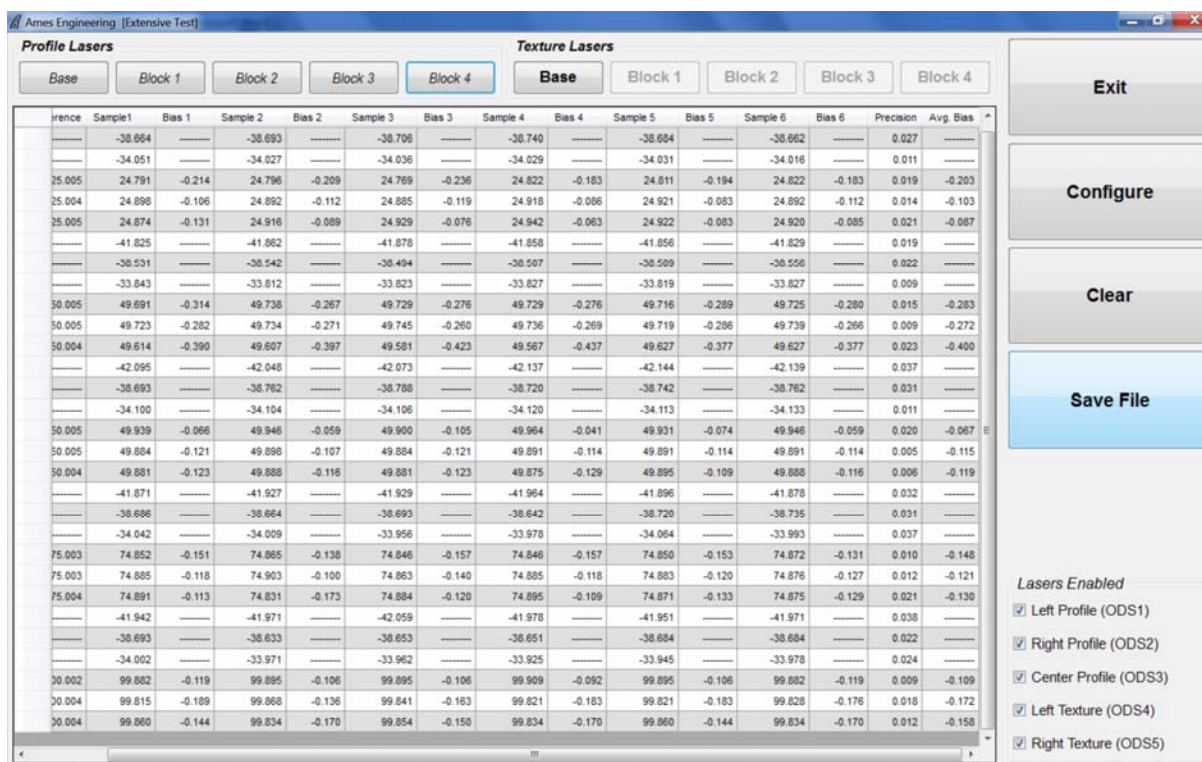 Ames Engineering (Extensive Test)
Profile Lasers Texture Lasers
Base Block 1 Block 2 Block 3 Block 4 Base Block 1 Block 2 Block 3 Block 4
Exit
Configure
Clear
Save File
rence Sample1 Bias 1 Sample 2 Bias 2 Sample 3 Bias 3 Sample 4 Bias 4 Sample 5 Bias 5 Sample 6 Bias 6 Precision Avg. Bias
-------- -38.664 -------- -38.693 -------- -38.706 -------- -38.740 -------- -38.684 -------- -38.662 -------- 0.027 --------
-------- -34.051 -------- -34.027 -------- -34.036 -------- -34.029 -------- -34.031 -------- -34.016 -------- 0.011 --------
25.005 24.791 -0.214 24.796 -0.209 24.769 -0.236 24.822 -0.183 24.811 -0.194 24.822 -0.183 0.019 -0.203
25.004 24.898 -0.106 24.892 -0.112 24.885 -0.119 24.918 -0.086 24.921 -0.083 24.892 -0.112 0.014 -0.103
25.005 24.874 -0.131 24.916 -0.089 24.929 -0.076 24.942 -0.063 24.922 -0.083 24.920 -0.085 0.021 -0.087
-------- -41.825 -------- -41.862 -------- -41.878 -------- -41.858 -------- -41.856 -------- -41.829 -------- 0.019 --------
-------- -38.531 -------- -38.542 -------- -38.494 -------- -38.507 -------- -38.509 -------- -38.556 -------- 0.022 --------
-------- -33.843 -------- -33.812 -------- -33.823 -------- -33.827 -------- -33.819 -------- -33.827 -------- 0.009 --------
50.005 49.691 -0.314 49.738 -0.267 49.729 -0.276 49.729 -0.276 49.716 -0.289 49.725 -0.280 0.015 -0.283
50.005 49.723 -0.282 49.734 -0.271 49.745 -0.260 49.736 -0.269 49.719 -0.286 49.739 -0.266 0.009 -0.272
50.004 49.614 -0.390 49.607 -0.397 49.581 -0.423 49.567 -0.437 49.627 -0.377 49.627 -0.377 0.023 -0.400
-------- -42.095 -------- -42.048 -------- -42.073 -------- -42.137 -------- -42.144 -------- -42.139 -------- 0.037 --------
-------- -38.693 -------- -38.762 -------- -38.788 -------- -38.720 -------- -38.742 -------- -38.762 -------- 0.031 --------
-------- -34.100 -------- -34.104 -------- -34.106 -------- -34.120 -------- -34.113 -------- -34.133 -------- 0.011 --------
50.005 49.939 -0.066 49.946 -0.059 49.900 -0.105 49.964 -0.041 49.931 -0.074 49.946 -0.059 0.020 -0.067
50.005 49.884 -0.121 49.898 -0.107 49.884 -0.121 49.891 -0.114 49.891 -0.114 49.891 -0.114 0.005 -0.115
50.004 49.881 -0.123 49.888 -0.116 49.881 -0.123 49.875 -0.129 49.895 -0.109 49.888 -0.116 0.006 -0.119
-------- -41.871 -------- -41.927 -------- -41.929 -------- -41.964 -------- -41.896 -------- -41.878 -------- 0.032 --------
-------- -38.686 -------- -38.664 -------- -38.693 -------- -38.642 -------- -38.720 -------- -38.735 -------- 0.031 --------
-------- -34.042 -------- -34.009 -------- -33.956 -------- -33.978 -------- -34.064 -------- -33.993 -------- 0.037 --------
75.003 74.852 -0.151 74.865 -0.138 74.846 -0.157 74.846 -0.157 74.850 -0.153 74.872 -0.131 0.010 -0.148
75.003 74.885 -0.118 74.903 -0.100 74.863 -0.140 74.885 -0.118 74.883 -0.120 74.876 -0.127 0.012 -0.121
75.004 74.891 -0.113 74.831 -0.173 74.884 -0.120 74.895 -0.109 74.871 -0.133 74.875 -0.129 0.021 -0.130
-------- -41.942 -------- -41.971 -------- -42.059 -------- -41.978 -------- -41.951 -------- -41.971 -------- 0.038 --------
-------- -38.693 -------- -38.633 -------- -38.653 -------- -38.651 -------- -38.684 -------- -38.684 -------- 0.022 --------
-------- -34.002 -------- -33.971 -------- -33.962 -------- -33.925 -------- -33.945 -------- -33.978 -------- 0.024 --------
00.002 99.882 -0.119 99.895 -0.106 99.895 -0.106 99.909 -0.092 99.895 -0.106 99.882 -0.119 0.009 -0.109
00.004 99.815 -0.189 99.868 -0.136 99.841 -0.163 99.821 -0.183 99.821 -0.183 99.828 -0.176 0.018 -0.172
00.004 99.860 -0.144 99.834 -0.170 99.854 -0.150 99.834 -0.170 99.860 -0.144 99.834 -0.170 0.012 -0.158
Lasers Enabled
Left Profile (ODS1)
Right Profile (ODS2)
Center Profile (ODS3)
Left Texture (ODS4)
Right Texture (ODS5)